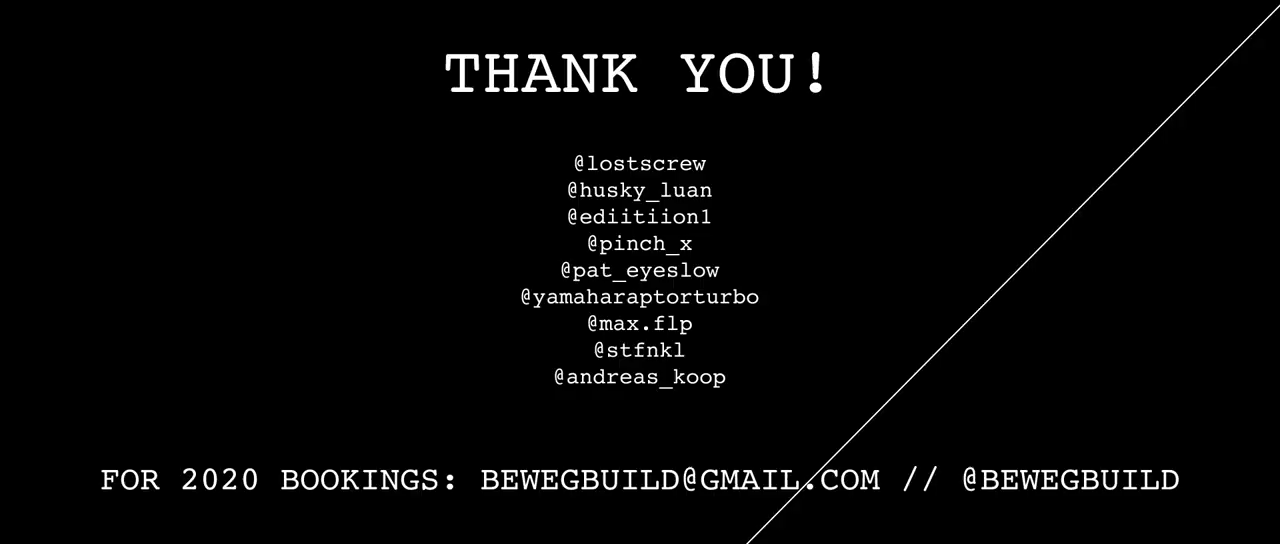 THANK YOU!
@lostscrew
@husky_luan
@ediitiion1
@pinch_x
@pat_eyeslow
@yamaharaptorturbo
@max.flp
@stfnkl
@andreas_koop
FOR 2020 BOOKINGS: BEWEGBUILD@GMAIL.COM // @BEWEGBUILD